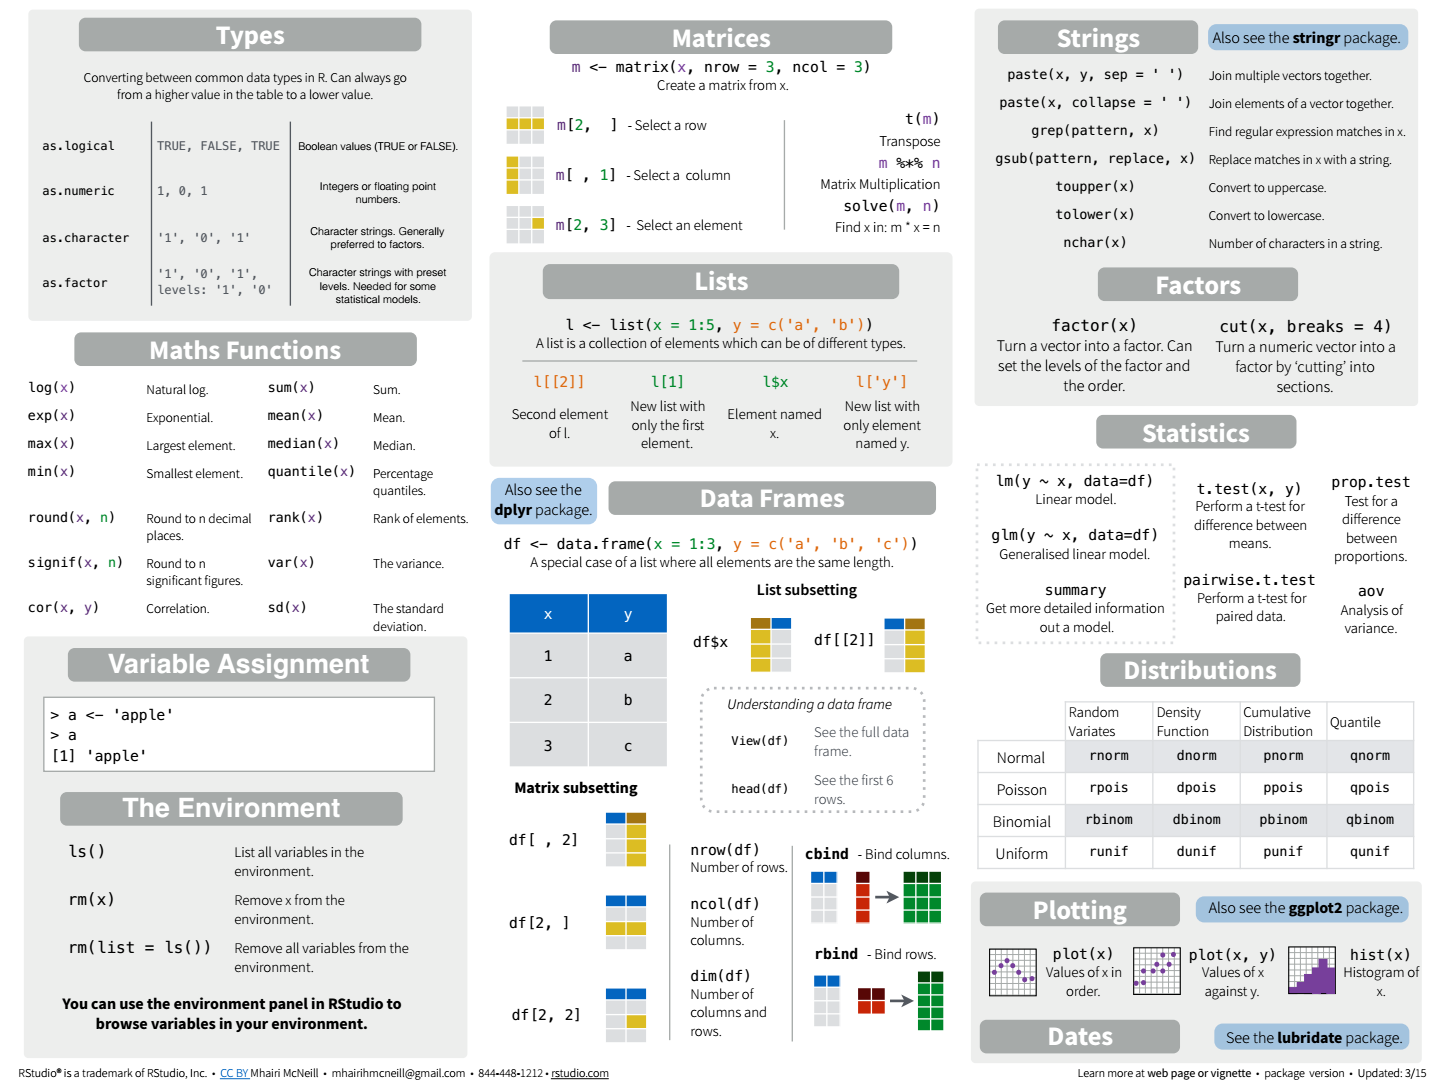 Types
Converting between common data types in R. Can always go
from a higher value in the table to a lower value.
as.logical TRUE, FALSE, TRUE Boolean values (TRUE or FALSE).
as.numeric 1, 0, 1 Integers or floating point
numbers.
as.character '1', '0', '1' Character strings. Generally
preferred to factors.
as.factor '1', '0', '1',
levels: '1', '0' Character strings with preset
levels. Needed for some
statistical models.
Maths Functions
log(x) Natural log. sum(x) Sum.
exp(x) Exponential. mean(x) Mean.
max(x) Largest element. median(x) Median.
min(x) Smallest element. quantile(x) Percentage
quantiles.
round(x, n) Round to n decimal
places. rank(x) Rank of elements.
signif(x, n) Round to n
significant figures. var(x) The variance.
cor(x, y) Correlation. sd(x) The standard
deviation.
Variable Assignment
> a <- 'apple'
> a
[1] 'apple'
The Environment
ls() List all variables in the
environment.
rm(x) Remove x from the
environment.
rm(list = ls()) Remove all variables from the
environment.
You can use the environment panel in RStudio to
browse variables in your environment.
Matrices
m <- matrix(x, nrow = 3, ncol = 3)
Create a matrix from x.
m[2, ] - Select a row
m[ , 1] - Select a column
m[2, 3] - Select an element
t(m)
Transpose
m %*% n
Matrix Multiplication
solve(m, n)
Find x in: m * x = n
Lists
l <- list(x = 1:5, y = c('a', 'b'))
A list is a collection of elements which can be of different types.
l[[2]] l[1] l$x l['y']
Second element
of l.
New list with
only the first
element.
Element named
x.
New list with
only element
named y.
Also see the
dplyr package.
Data Frames
df <- data.frame(x = 1:3, y = c('a', 'b', 'c'))
A special case of a list where all elements are the same length.
x y
1 a
2 b
3 c
List subsetting
df$x df[[2]]
Understanding a data frame
View(df) See the full data
frame.
head(df) See the first 6
rows.
Matrix subsetting
df[ , 2]
df[2, ]
df[2, 2]
nrow(df)
Number of rows.
ncol(df)
Number of
columns.
dim(df)
Number of
columns and
rows.
cbind - Bind columns.
rbind - Bind rows.
Strings
Also see the stringr package.
paste(x, y, sep = ' ') Join multiple vectors together.
paste(x, collapse = ' ') Join elements of a vector together.
grep(pattern, x) Find regular expression matches in x.
gsub(pattern, replace, x) Replace matches in x with a string.
toupper(x) Convert to uppercase.
tolower(x) Convert to lowercase.
nchar(x) Number of characters in a string.
Factors
factor(x)
Turn a vector into a factor. Can
set the levels of the factor and
the order.
cut(x, breaks = 4)
Turn a numeric vector into a
factor by ‘cutting’ into
sections.
Statistics
lm(y ~ x, data=df)
Linear model.
glm(y ~ x, data=df)
Generalised linear model.
summary
Get more detailed information
out a model.
t.test(x, y)
Perform a t-test for
difference between
means.
pairwise.t.test
Perform a t-test for
paired data.
prop.test
Test for a
difference
between
proportions.
aov
Analysis of
variance.
Distributions
Random
Variates
Density
Function
Cumulative
Distribution
Quantile
Normal rnorm dnorm pnorm qnorm
Poisson rpois dpois ppois qpois
Binomial rbinom dbinom pbinom qbinom
Uniform runif dunif punif qunif
Plotting
Also see the ggplot2 package.
plot(x)
Values of x in
order.
plot(x, y)
Values of x
against y.
hist(x)
Histogram of
x.
Dates
See the lubridate package.
RStudio® is a trademark of RStudio, Inc. • CC BY Mhairi McNeill • mhairihmcneill@gmail.com • 844-448-1212 • rstudio.com
Learn more at web page or vignette • package version • Updated: 3/15